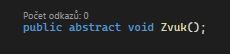 Počet odkazů: 0
public abstract void Zvuk();